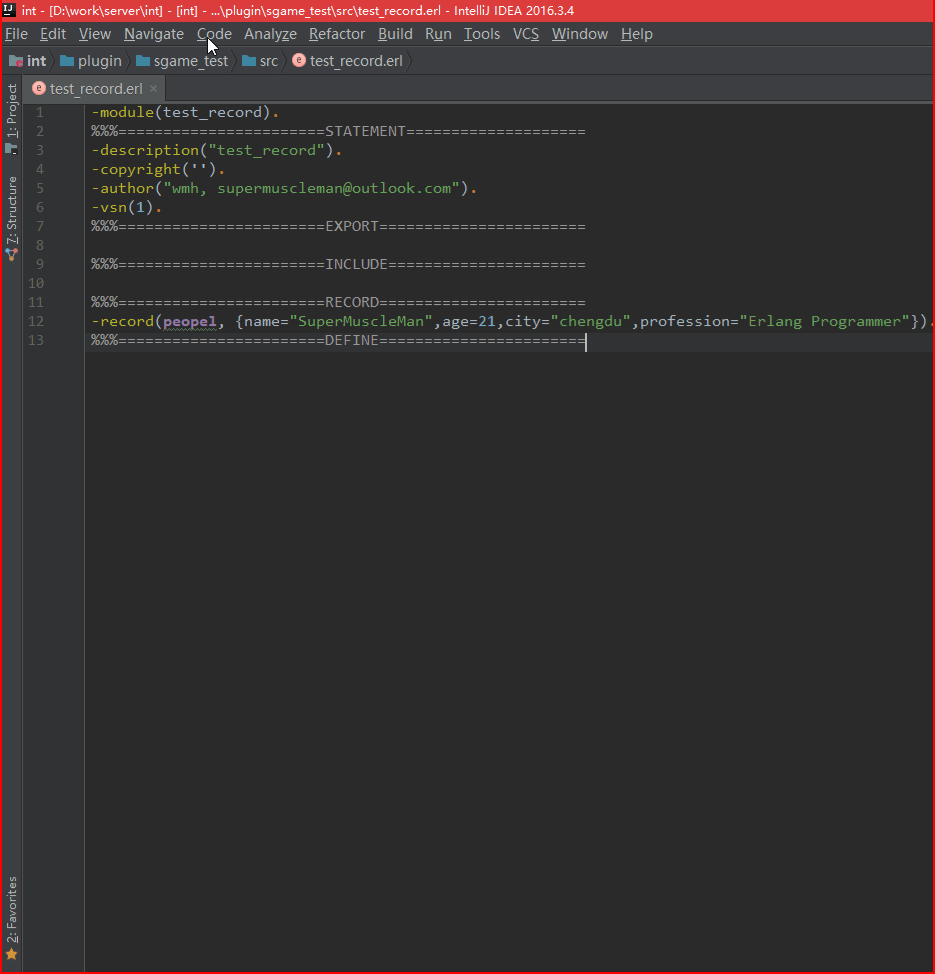 int - [D:\work\server\int] - [int] - ...\plugin\sgame_test\src\test_record.erl - IntelliJ IDEA 2016.3.4
File Edit View Navigate Code Analyze Refactor Build Run Tools VCS Window Help
int plugin sgame_test src test_record.erl
test_record.erl
1: Project
7: Structure
2: Favorites
1 -module(test_record).
2 %%%=======================STATEMENT====================
3 -description("test_record").
4 -copyright('').
5 -author("wmh, supermuscleman@outlook.com").
6 -vsn(1).
7 %%%=======================EXPORT=======================
8
9 %%%=======================INCLUDE======================
10
11 %%%=======================RECORD=======================
12 -record(peopel, {name="SuperMuscleMan",age=21,city="chengdu",profession="Erlang Programmer"}).
13 %%%=======================DEFINE=======================